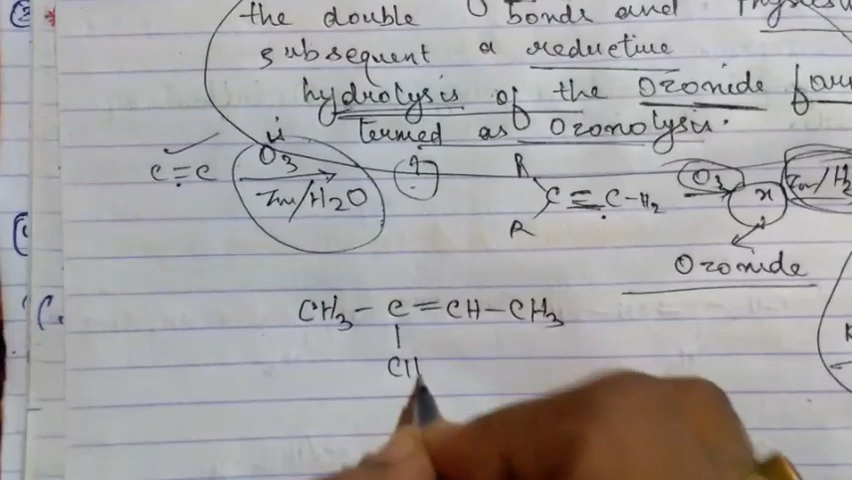 the double bonds and
subsequent a reductive
hydrolysis of the Ozonide
termed as Ozonolysis.
C=C O3 Zn/H2O R R C=C-H2 O3 x Zn/H2
Ozonide
CH3-C=CH-CH3
CH